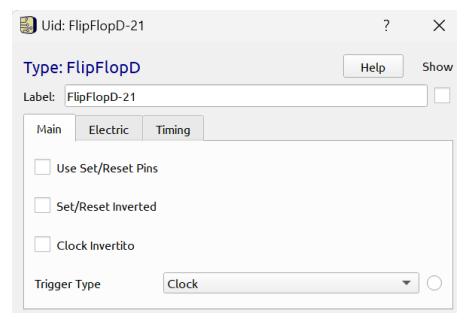 Uid: FlipFlopD-21 ?
Type: FlipFlopD Help Show
Label: FlipFlopD-21
Main Electric Timing
Use Set/Reset Pins
Set/Reset Inverted
Clock Invertito
Trigger Type Clock